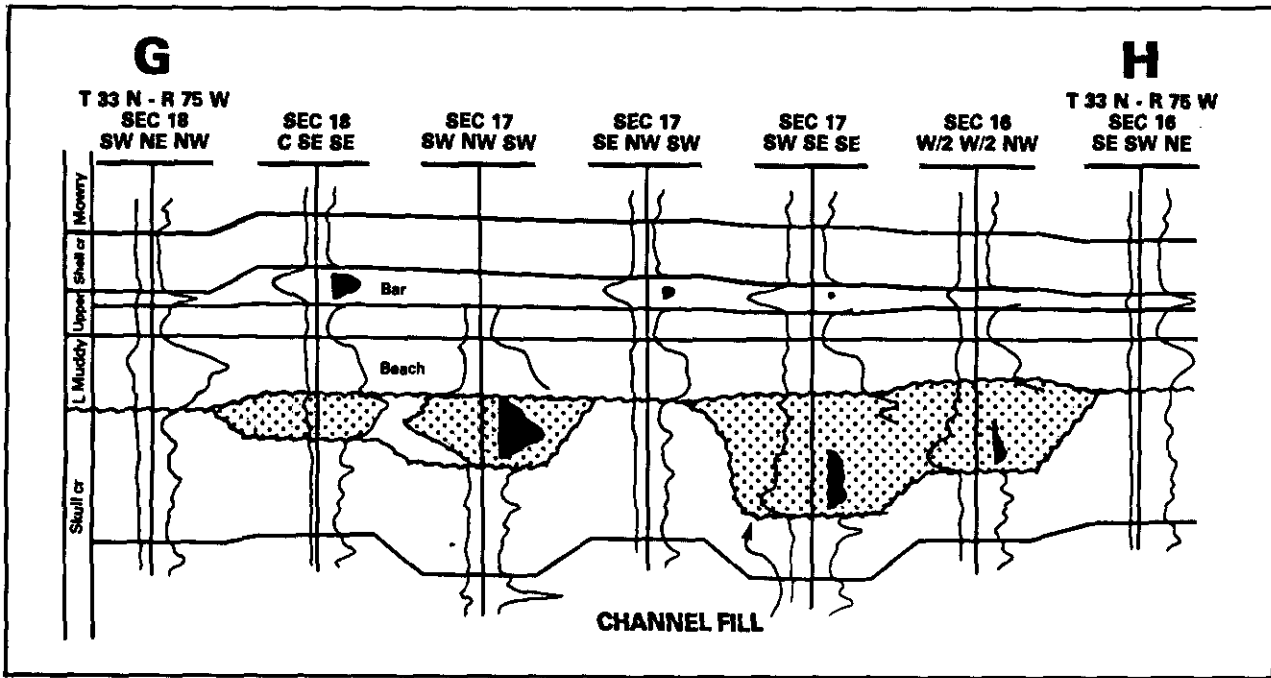 G
H
T 33 N - R 75 W
T 33 N - R 75 W
SEC 18
SW NE NW
SEC 18
C SE SE
SEC 17
SW NW SW
SEC 17
SE NW SW
SEC 17
SW SE SE
SEC 16
W/2 W/2 NW
SEC 16
SE SW NE
Mowry
Shell cr
Upper
L Muddy
Skull cr
Bar
Beach
CHANNEL FILL